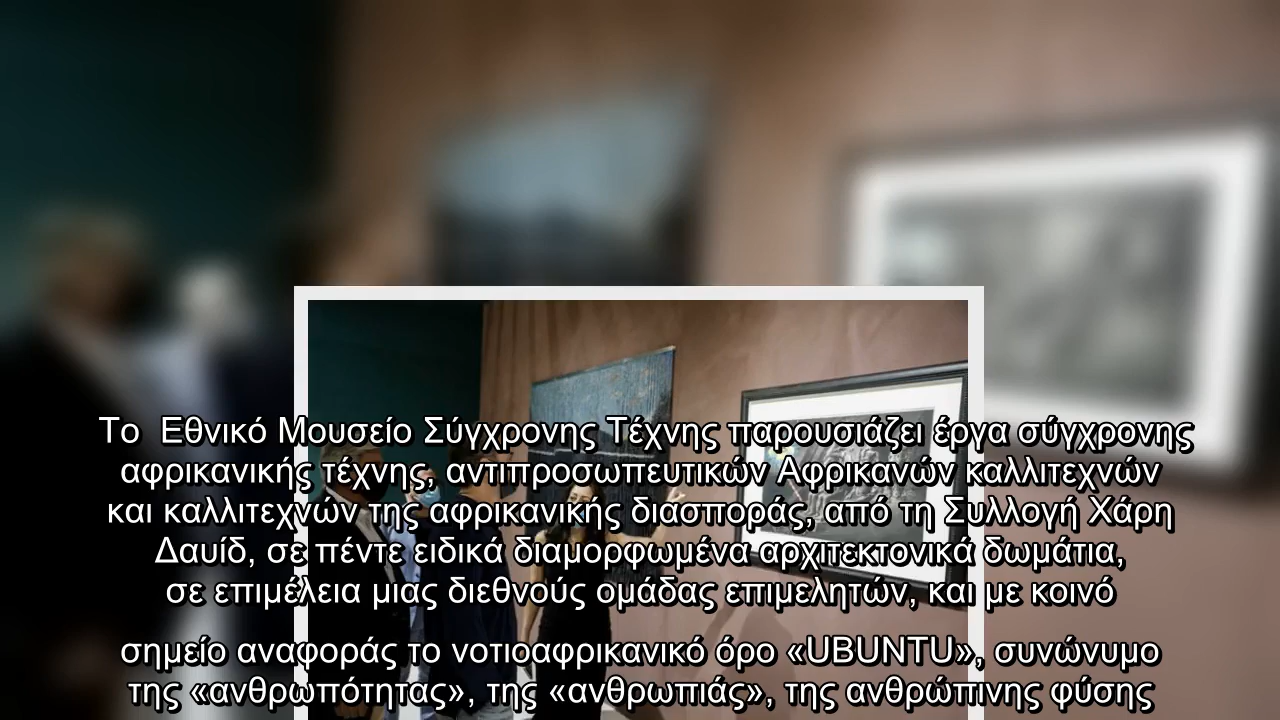 Το  Εθνικό Μουσείο Σύγχρονης Τέχνης παρουσιάζει έργα σύγχρονης
αφρικανικής τέχνης, αντιπροσωπευτικών Αφρικανών καλλιτεχνών
και καλλιτεχνών της αφρικανικής διασποράς, από τη Συλλογή Χάρη
Δαυίδ, σε πέντε ειδικά διαμορφωμένα αρχιτεκτονικά δωμάτια,
σε επιμέλεια μιας διεθνούς ομάδας επιμελητών, και με κοινό
σημείο αναφοράς το νοτιοαφρικανικό όρο «UBUNTU», συνώνυμο
της «ανθρωπότητας», της «ανθρωπιάς», της ανθρώπινης φύσης